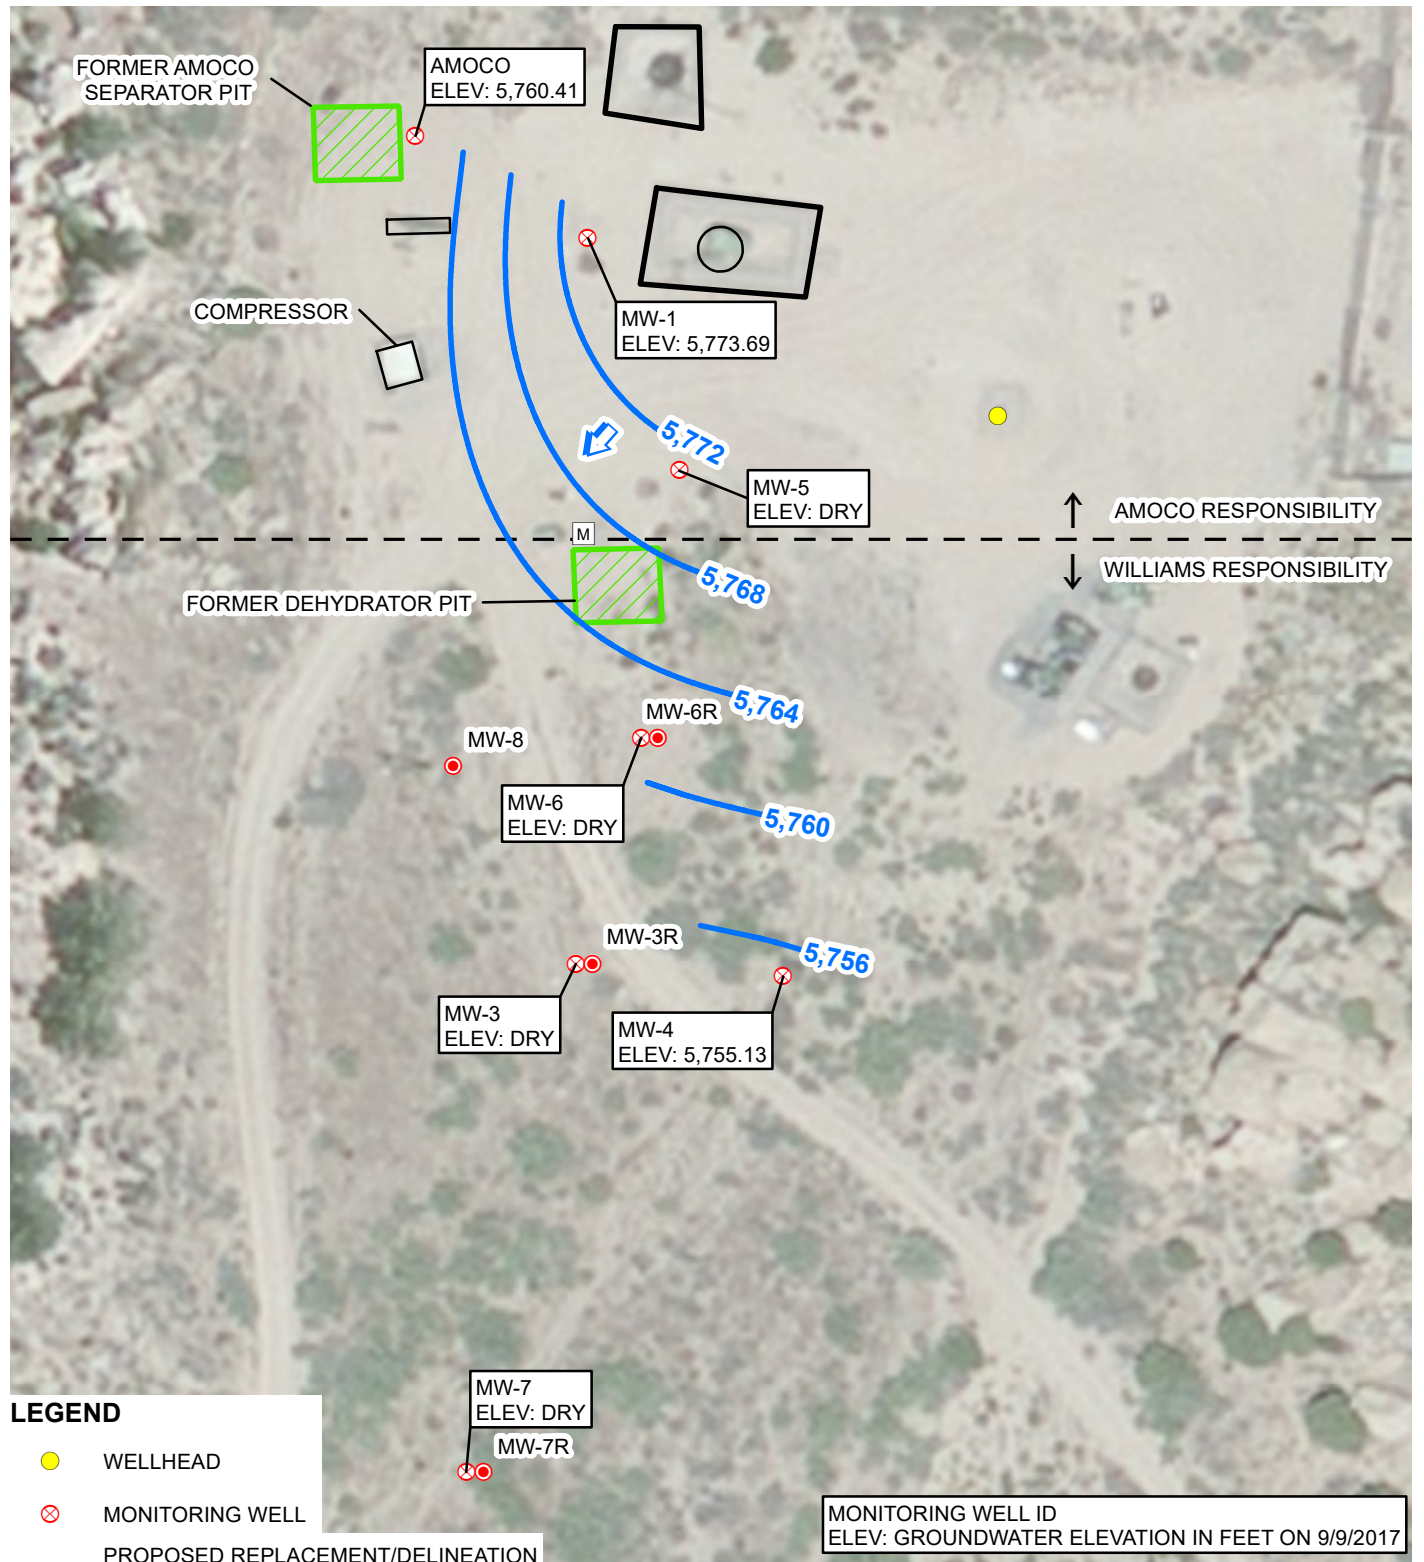 FORMER AMOCO
SEPARATOR PIT
AMOCO
ELEV: 5,760.41
COMPRESSOR
MW-1
ELEV: 5,773.69
5,772
MW-5
ELEV: DRY
AMOCO RESPONSIBILITY
M
WILLIAMS RESPONSIBILITY
5,768
FORMER DEHYDRATOR PIT
5,764
MW-6R
MW-8
MW-6
ELEV: DRY
5,760
MW-3R
5,756
MW-3
ELEV: DRY
MW-4
ELEV: 5,755.13
MW-7
ELEV: DRY
MW-7R
LEGEND
WELLHEAD
MONITORING WELL
PROPOSED REPLACEMENT/DELINEATION
MONITORING WELL ID
ELEV: GROUNDWATER ELEVATION IN FEET ON 9/9/2017